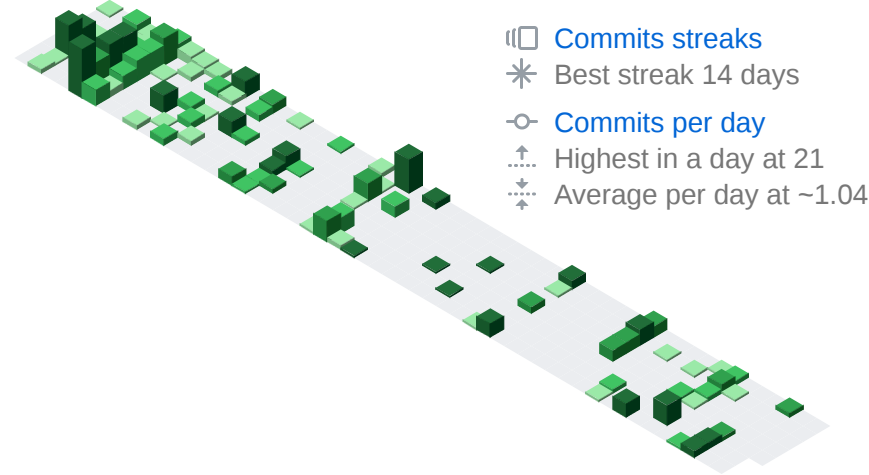 Commits streaks
Best streak 14 days
Commits per day
Highest in a day at 21
Average per day at ~1.04